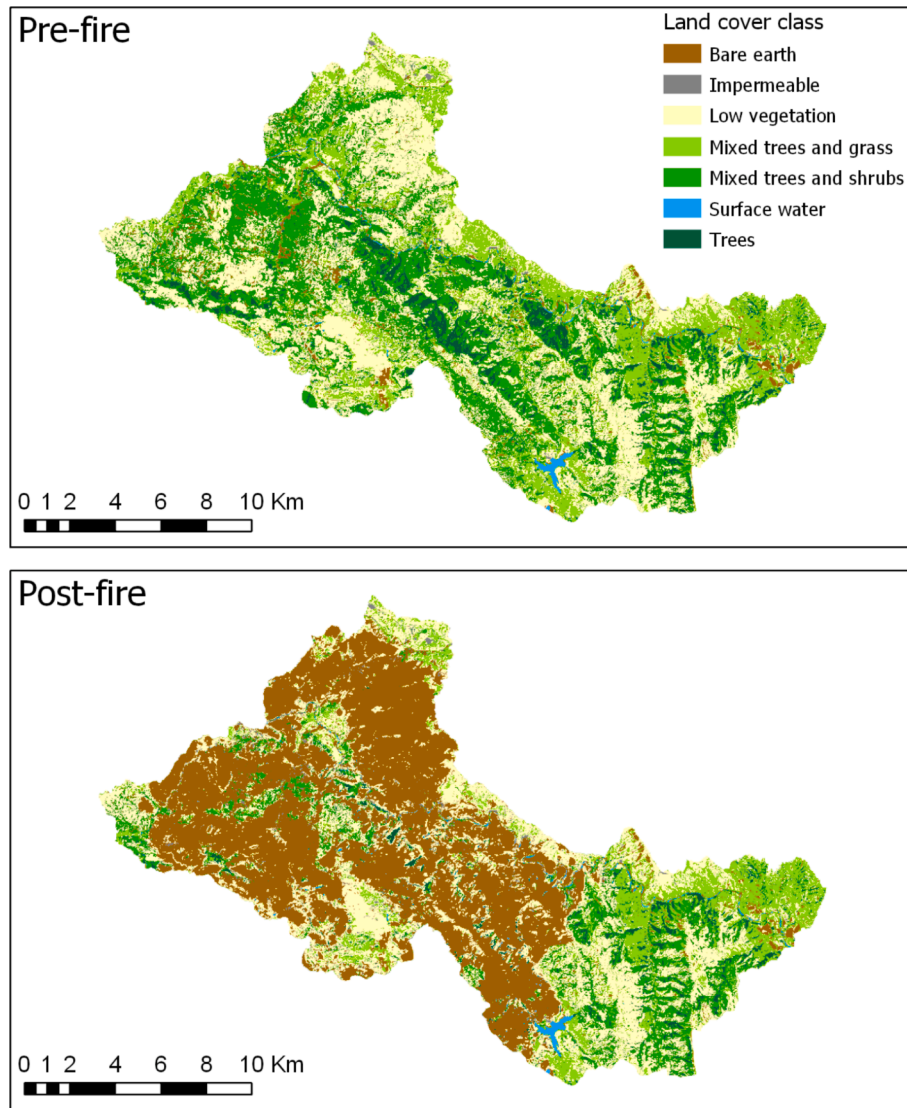 Pre-fire
Land cover class
Bare earth
Impermeable
Low vegetation
Mixed trees and grass
Mixed trees and shrubs
Surface water
Trees
0 1 2 4 6 8 10 Km
Post-fire
0 1 2 4 6 8 10 Km